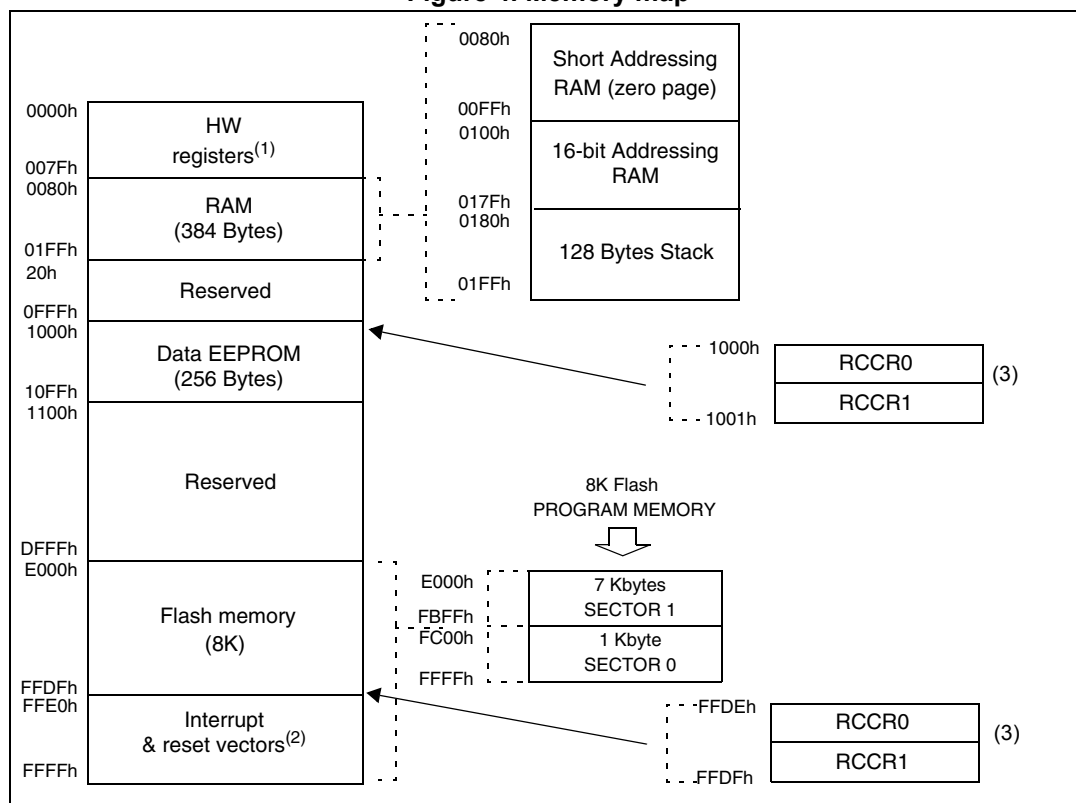 0000h
HW
registers(1)
007Fh
0080h
RAM
(384 Bytes)
01FFh
20h
Reserved
0FFFh
1000h
Data EEPROM
(256 Bytes)
10FFh
1100h
Reserved
DFFFh
E000h
Flash memory
(8K)
FFDFh
FFE0h
Interrupt
& reset vectors(2)
FFFFh
0080h
Short Addressing
RAM (zero page)
00FFh
0100h
16-bit Addressing
RAM
017Fh
0180h
128 Bytes Stack
01FFh
1000h
RCCR0
RCCR1
1001h
(3)
8K Flash
PROGRAM MEMORY
E000h
7 Kbytes
SECTOR 1
FBFFh
FC00h
1 Kbyte
SECTOR 0
FFFFh
FFDEh
RCCR0
RCCR1
FFDFh
(3)